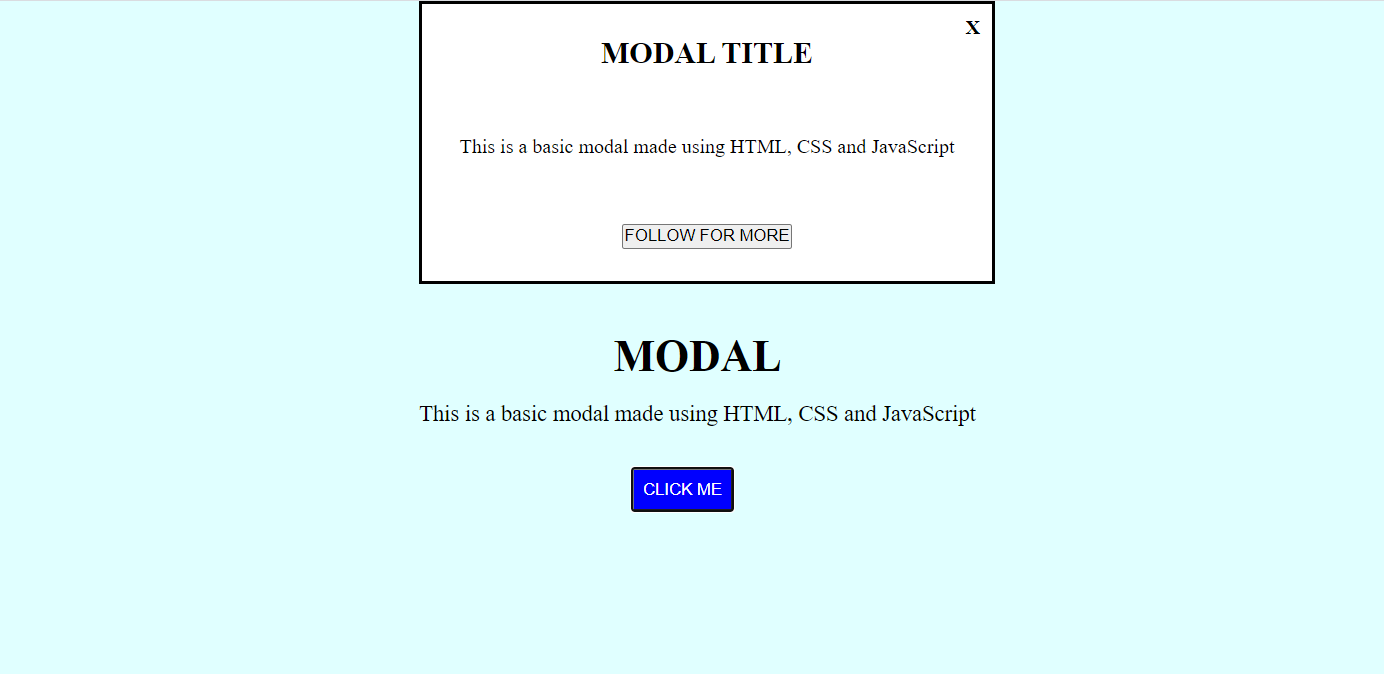 X
MODAL TITLE
This is a basic modal made using HTML, CSS and JavaScript
FOLLOW FOR MORE
MODAL
This is a basic modal made using HTML, CSS and JavaScript
CLICK ME